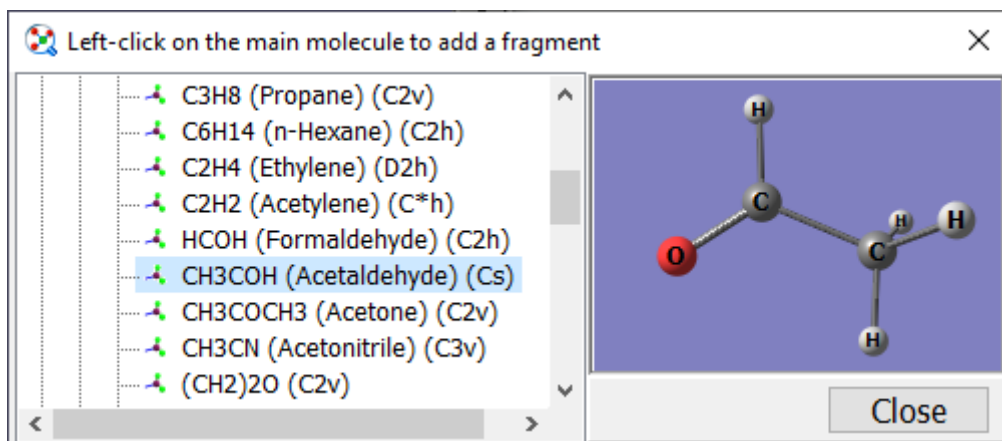 Left-click on the main molecule to add a fragment
C3H8 (Propane) (C2v)
C6H14 (n-Hexane) (C2h)
C2H4 (Ethylene) (D2h)
C2H2 (Acetylene) (C*h)
HCOH (Formaldehyde) (C2h)
CH3COH (Acetaldehyde) (Cs)
CH3COCH3 (Acetone) (C2v)
CH3CN (Acetonitrile) (C3v)
(CH2)2O (C2v)
H
C
H
H
O
C
H
Close